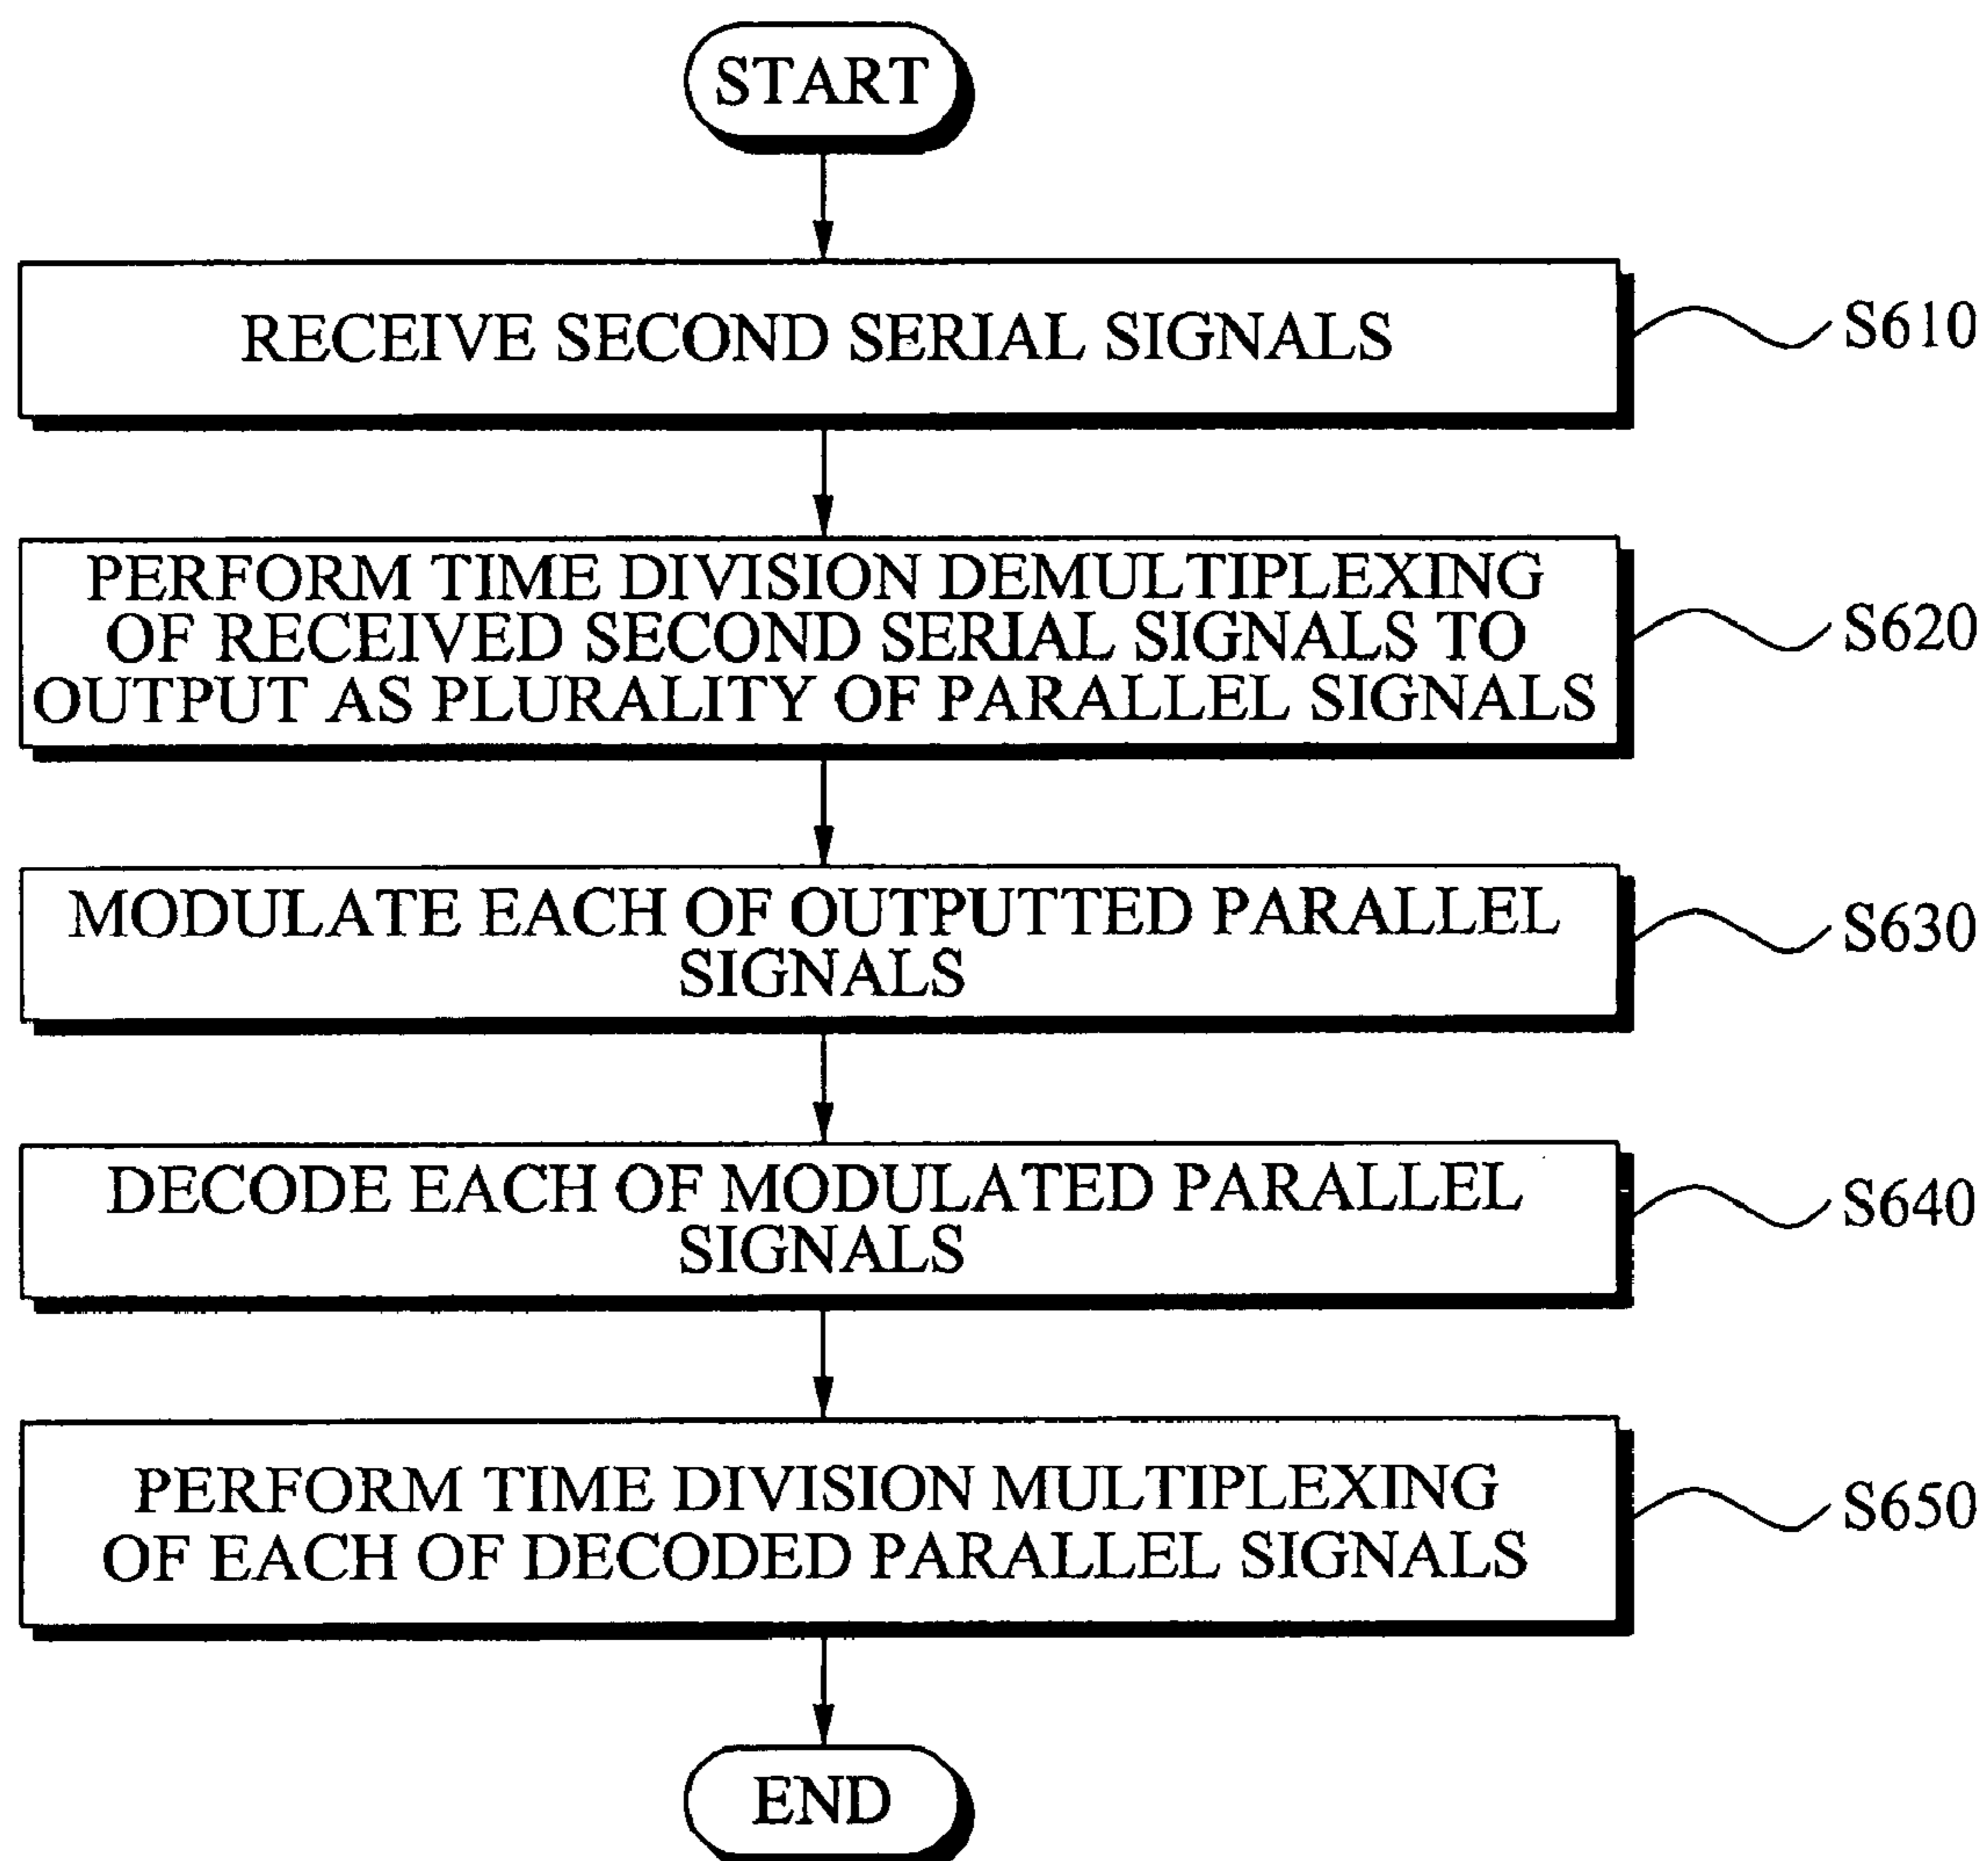 START
RECEIVE SECOND SERIAL SIGNALS
S610
PERFORM TIME DIVISION DEMULTIPLEXING
OF RECEIVED SECOND SERIAL SIGNALS TO
OUTPUT AS PLURALITY OF PARALLEL SIGNALS
S620
MODULATE EACH OF OUTPUTTED PARALLEL
SIGNALS
S630
DECODE EACH OF MODULATED PARALLEL
SIGNALS
S640
PERFORM TIME DIVISION MULTIPLEXING
OF EACH OF DECODED PARALLEL SIGNALS
S650
END